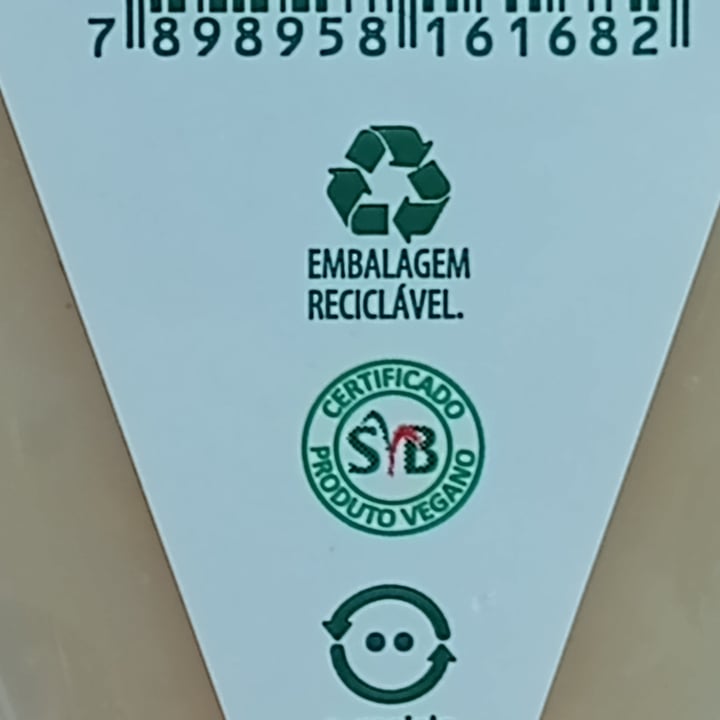 7 898958 161682
EMBALAGEM
RECICLÁVEL.
CERTIFICADO
SVB
PRODUTO VEGANO